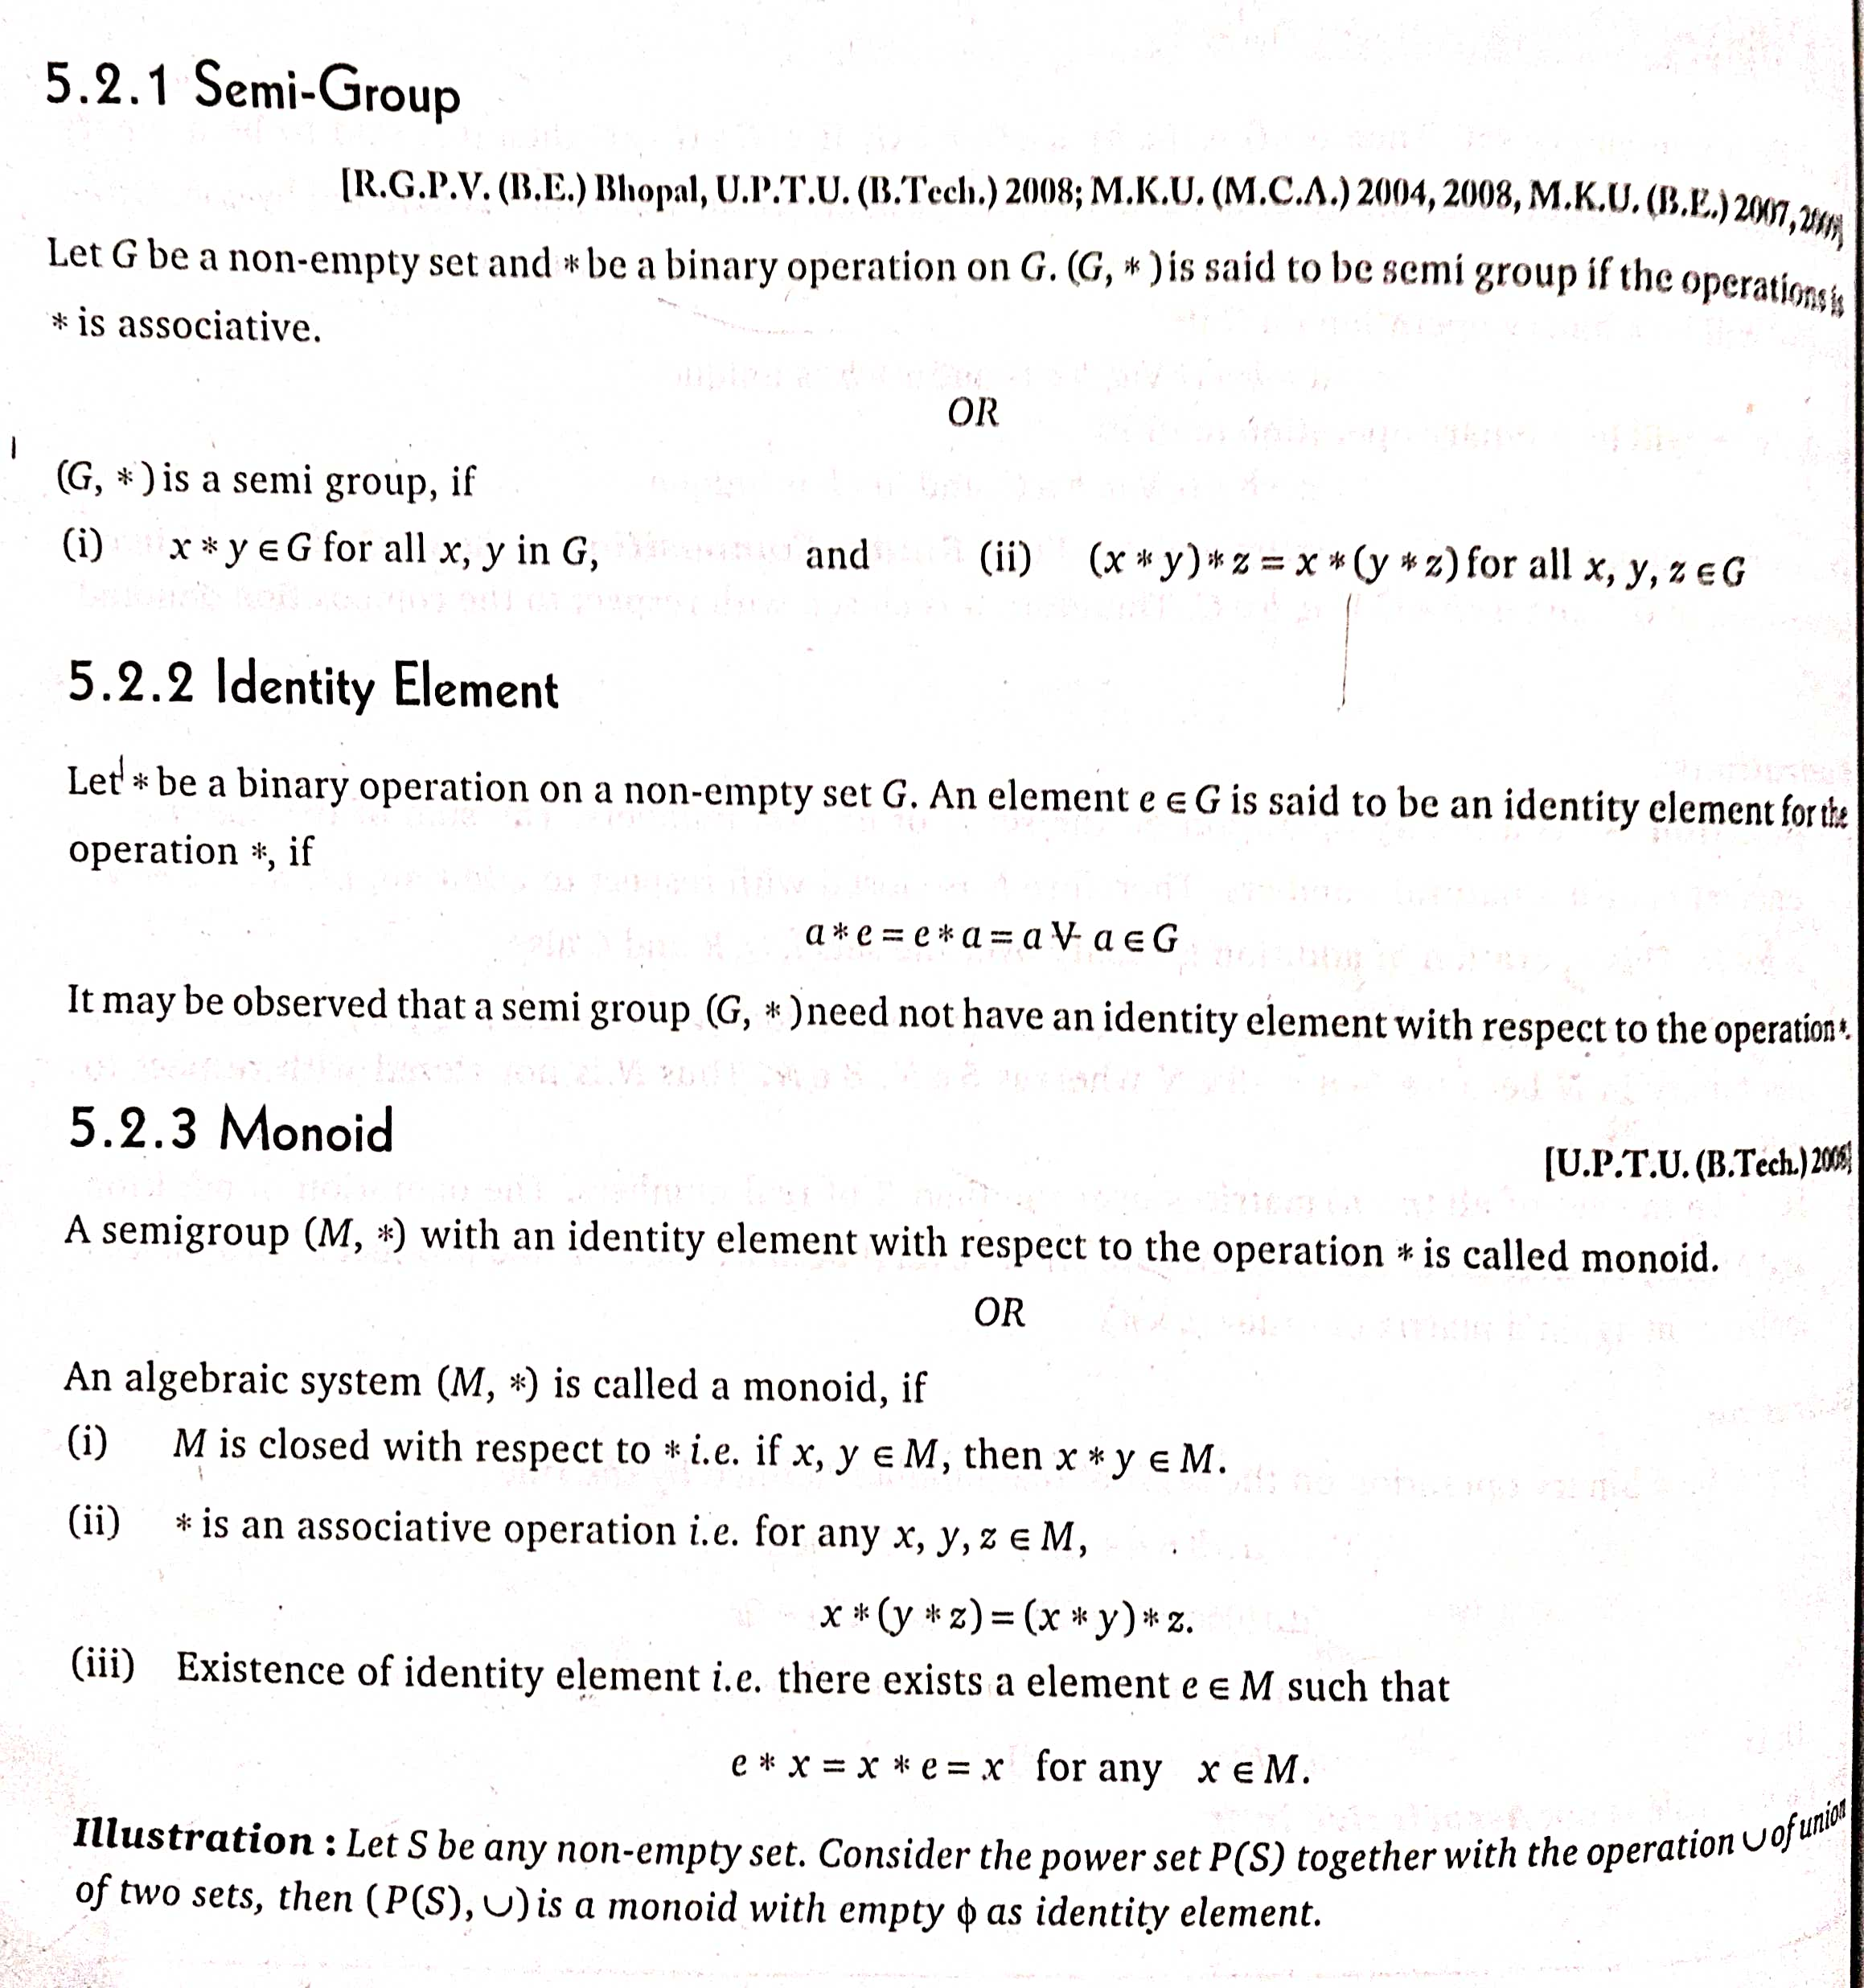 5.2.1 Semi-Group
[R.G.P.V. (B.E.) Bhopal, U.P.T.U. (B.Tech.) 2008; M.K.U. (M.C.A.) 2004, 2008, M.K.U. (B.E.) 2007,
Let G be a non-empty set and * be a binary operation on G. (G, *) is said to be semi group if the operations is
* is associative.
OR
(G, *) is a semi group, if
(i) x * y ∈ G for all x, y in G, and (ii) (x * y) * z = x * (y * z) for all x, y, z ∈ G
5.2.2 Identity Element
Let * be a binary operation on a non-empty set G. An element e ∈ G is said to be an identity element for the
operation *, if
a * e = e * a = a ∀ a ∈ G
It may be observed that a semi group (G, *) need not have an identity element with respect to the operation *.
5.2.3 Monoid
[U.P.T.U. (B.Tech.)
A semigroup (M, *) with an identity element with respect to the operation * is called monoid.
OR
An algebraic system (M, *) is called a monoid, if
(i) M is closed with respect to * i.e. if x, y ∈ M, then x * y ∈ M.
(ii) * is an associative operation i.e. for any x, y, z ∈ M,
x * (y * z) = (x * y) * z.
(iii) Existence of identity element i.e. there exists a element e ∈ M such that
e * x = x * e = x for any x ∈ M.
Illustration : Let S be any non-empty set. Consider the power set P(S) together with the operation ∪ of union
of two sets, then (P(S), ∪) is a monoid with empty ϕ as identity element.